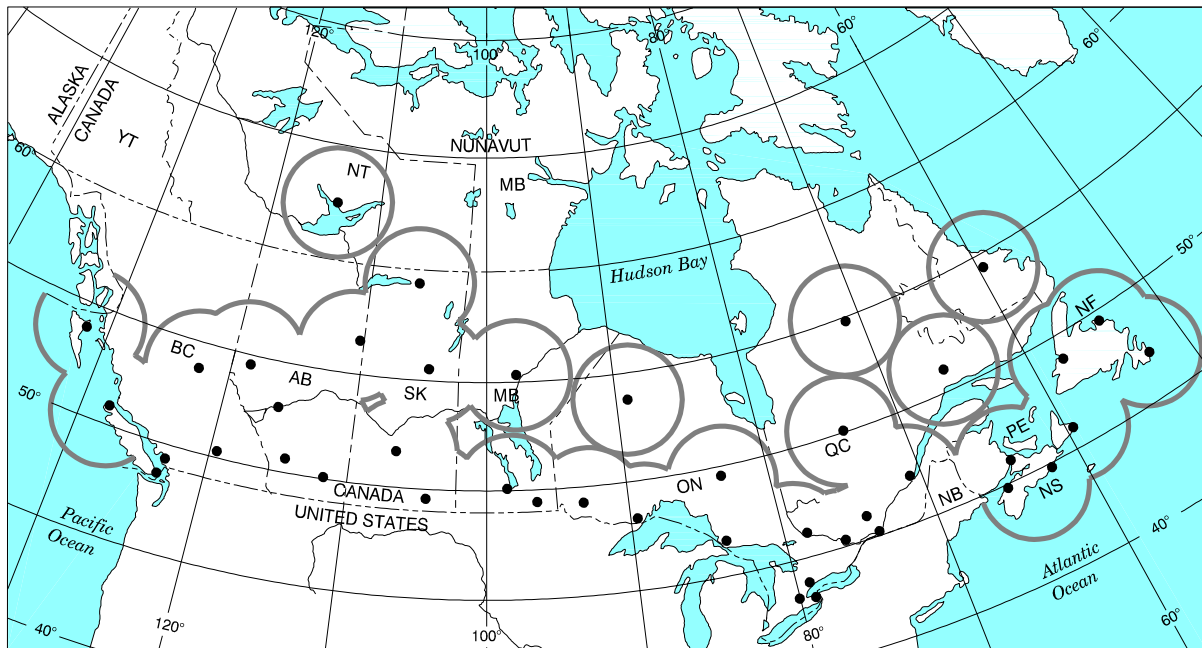 120°
100°
80°
60°
60°
ALASKA
CANADA
YT
60°
NUNAVUT
NT
MB
Hudson Bay
50°
NF
BC
AB
SK
MB
50°
PE
QC
ON
NS
NB
CANADA
UNITED STATES
Pacific
Ocean
40°
Atlantic
Ocean
40°
120°
100°
80°
60°